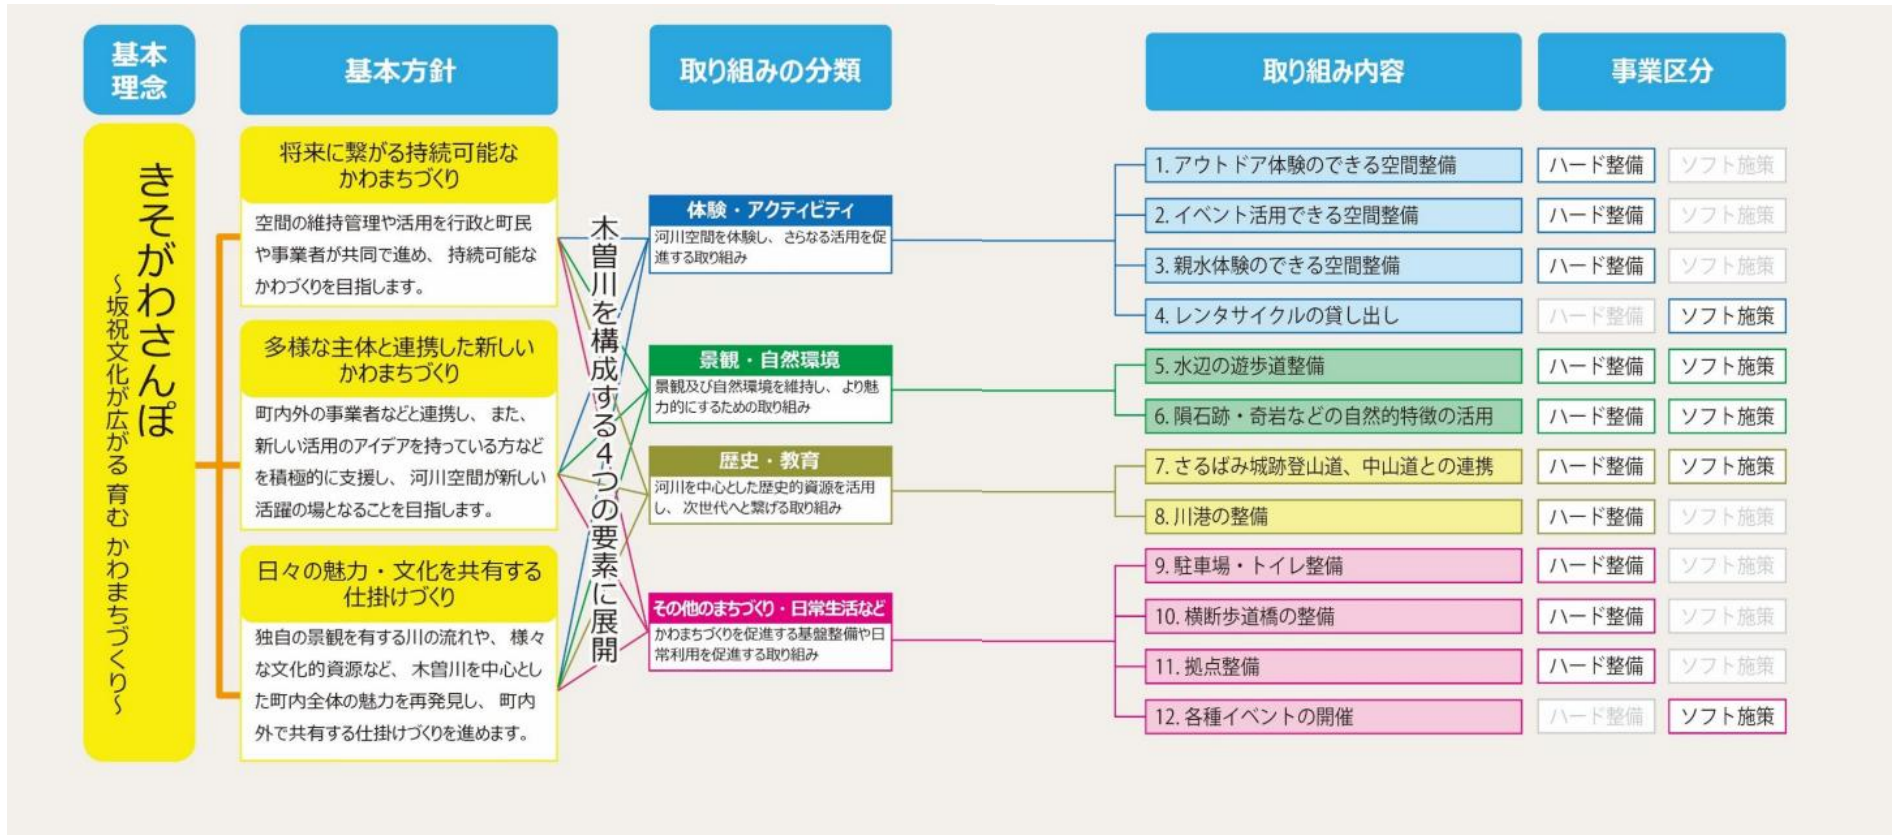 基本
理念
基本方針
取り組みの分類
取り組み内容
事業区分
きそがわさんぽ
～坂祝文化が広がる 育む かわまちづくり～
将来に繋がる持続可能な
かわまちづくり
空間の維持管理や活用を行政と町民
や事業者が共同で進め、持続可能な
かわづくりを目指します。
多様な主体と連携した新しい
かわまちづくり
町内外の事業者などと連携し、また、
新しい活用のアイデアを持っている方など
を積極的に支援し、河川空間が新しい
活躍の場となることを目指します。
日々の魅力・文化を共有する
仕掛けづくり
独自の景観を有する川の流れや、様々
な文化的資源など、木曽川を中心とし
た町内全体の魅力を再発見し、町内
外で共有する仕掛けづくりを進めます。
木曽川を構成する4つの要素に展開
体験・アクティビティ
河川空間を体験し、さらなる活用を促
進する取り組み
景観・自然環境
景観及び自然環境を維持し、より魅
力的にするための取り組み
歴史・教育
河川を中心とした歴史的資源を活用
し、次世代へと繋げる取り組み
その他のまちづくり・日常生活など
かわまちづくりを促進する基盤整備や日
常利用を促進する取り組み
1. アウトドア体験のできる空間整備 ハード整備 ソフト施策
2. イベント活用できる空間整備 ハード整備 ソフト施策
3. 親水体験のできる空間整備 ハード整備 ソフト施策
4. レンタサイクルの貸し出し ハード整備 ソフト施策
5. 水辺の遊歩道整備 ハード整備 ソフト施策
6. 隕石跡・奇岩などの自然的特徴の活用 ハード整備 ソフト施策
7. さるばみ城跡登山道、中山道との連携 ハード整備 ソフト施策
8. 川港の整備 ハード整備 ソフト施策
9. 駐車場・トイレ整備 ハード整備 ソフト施策
10. 横断歩道橋の整備 ハード整備 ソフト施策
11. 拠点整備 ハード整備 ソフト施策
12. 各種イベントの開催 ハード整備 ソフト施策